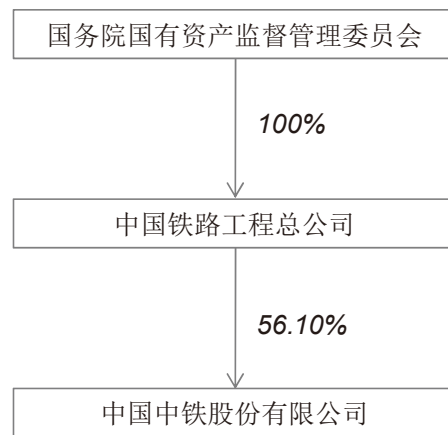 国务院国有资产监督管理委员会
100%
中国铁路工程总公司
56.10%
中国中铁股份有限公司